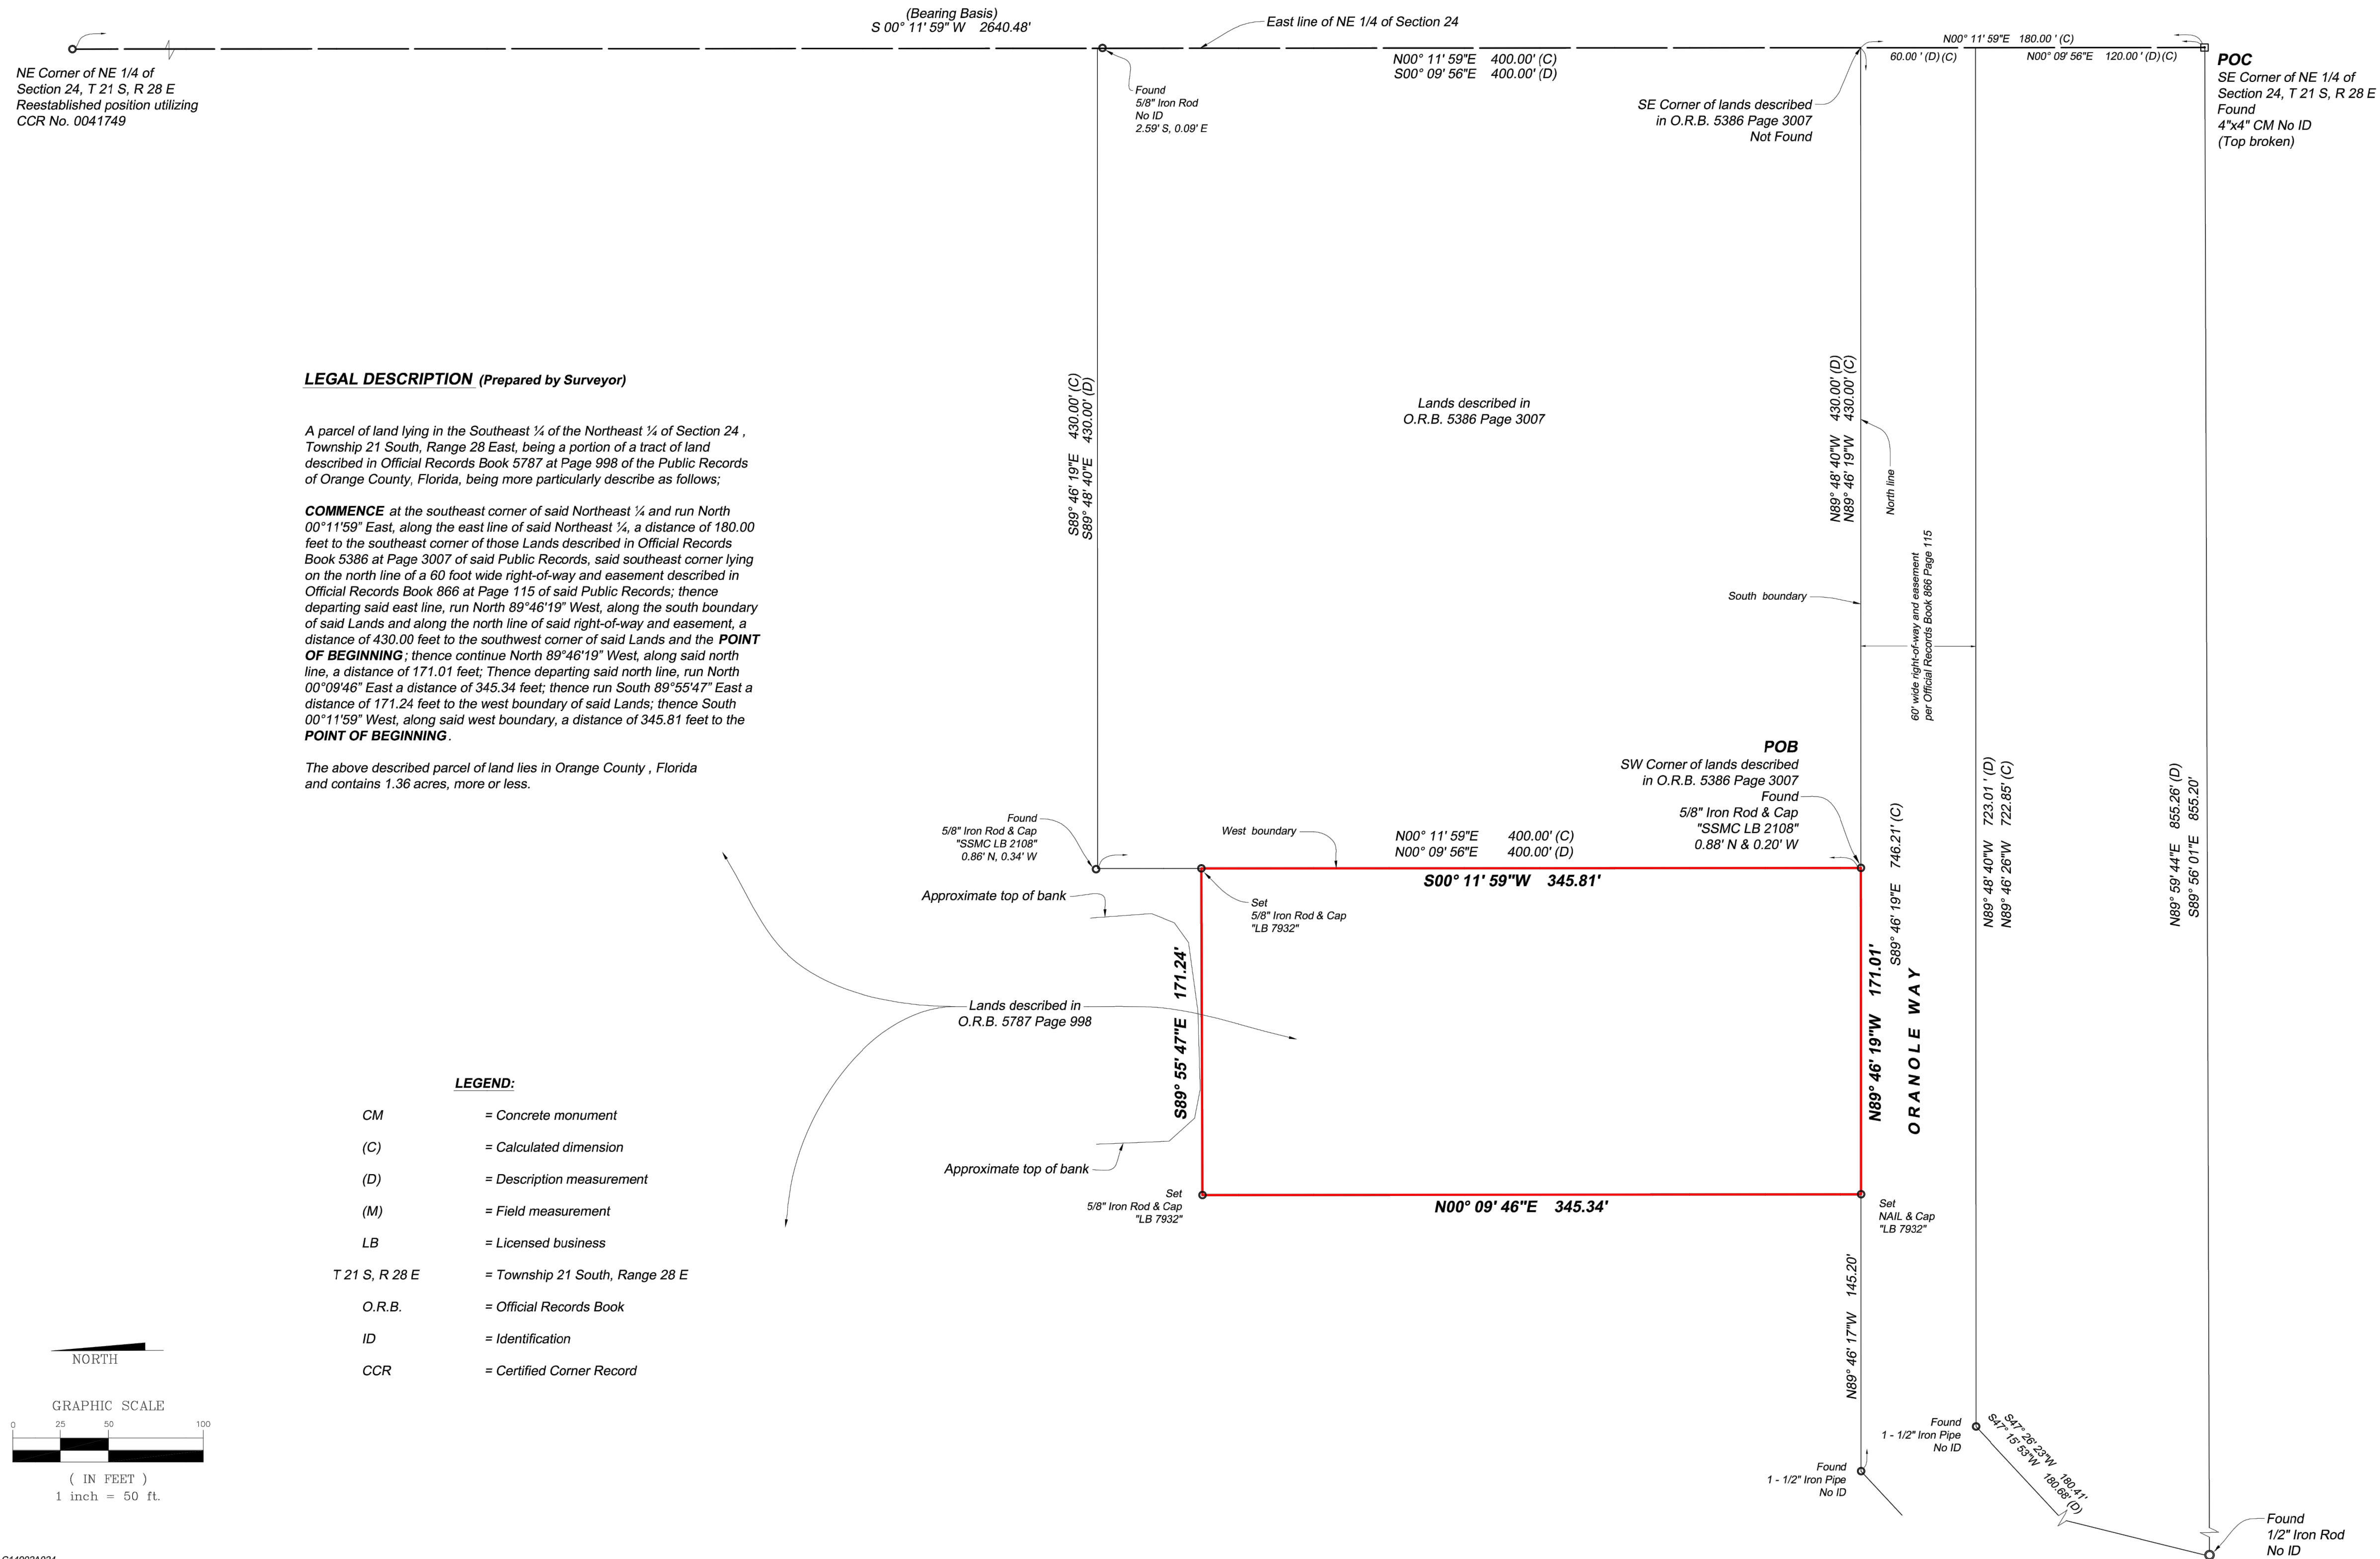 (Bearing Basis)
S 00° 11' 59" W 2640.48'
East line of NE 1/4 of Section 24
N00° 11' 59"E 400.00' (C)
S00° 09' 56"E 400.00' (D)
N00° 11' 59"E 180.00 ' (C)
60.00 ' (D) (C)
N00° 09' 56"E 120.00' (D) (C)
NE Corner of NE 1/4 of
Section 24, T 21 S, R 28 E
Reestablished position utilizing
CCR No. 0041749
Found
5/8" Iron Rod
No ID
2.59' S, 0.09' E
SE Corner of lands described
in O.R.B. 5386 Page 3007
Not Found
POC
SE Corner of NE 1/4 of
Section 24, T 21 S, R 28 E
Found
4"x4" CM No ID
(Top broken)
LEGAL DESCRIPTION (Prepared by Surveyor)
A parcel of land lying in the Southeast ¼ of the Northeast ¼ of Section 24 ,
Township 21 South, Range 28 East, being a portion of a tract of land
described in Official Records Book 5787 at Page 998 of the Public Records
of Orange County, Florida, being more particularly describe as follows;
COMMENCE at the southeast corner of said Northeast ¼ and run North
00°11'59” East, along the east line of said Northeast ¼, a distance of 180.00
feet to the southeast corner of those Lands described in Official Records
Book 5386 at Page 3007 of said Public Records, said southeast corner lying
on the north line of a 60 foot wide right-of-way and easement described in
Official Records Book 866 at Page 115 of said Public Records; thence
departing said east line, run North 89°46'19” West, along the south boundary
of said Lands and along the north line of said right-of-way and easement, a
distance of 430.00 feet to the southwest corner of said Lands and the POINT
OF BEGINNING; thence continue North 89°46'19” West, along said north
line, a distance of 171.01 feet; Thence departing said north line, run North
00°09'46” East a distance of 345.34 feet; thence run South 89°55'47” East a
distance of 171.24 feet to the west boundary of said Lands; thence South
00°11'59” West, along said west boundary, a distance of 345.81 feet to the
POINT OF BEGINNING.
The above described parcel of land lies in Orange County , Florida
and contains 1.36 acres, more or less.
S89° 46' 19"E 430.00' (C)
S89° 48' 40"E 430.00' (D)
Lands described in
O.R.B. 5386 Page 3007
N89° 48' 40"W 430.00' (D)
N89° 46' 19"W 430.00' (C)
North line
South boundary
60' wide right-of-way and easement
per Official Records Book 866 Page 115
POB
SW Corner of lands described
in O.R.B. 5386 Page 3007
Found
5/8" Iron Rod & Cap
"SSMC LB 2108"
0.88' N & 0.20' W
Found
5/8" Iron Rod & Cap
"SSMC LB 2108"
0.86' N, 0.34' W
West boundary
N00° 11' 59"E 400.00' (C)
N00° 09' 56"E 400.00' (D)
S00° 11' 59"W 345.81'
Set
5/8" Iron Rod & Cap
"LB 7932"
Approximate top of bank
S89° 55' 47"E 171.24'
Lands described in
O.R.B. 5787 Page 998
Approximate top of bank
N89° 46' 19"W 171.01'
S89° 46' 19"E 746.21' (C)
ORANOLE WAY
N89° 48' 40"W 723.01 ' (D)
N89° 46' 26"W 722.85' (C)
N89° 59' 44"E 855.26' (D)
S89° 56' 01"E 855.20'
Set
5/8" Iron Rod & Cap
"LB 7932"
N00° 09' 46"E 345.34'
Set
NAIL & Cap
"LB 7932"
N89° 46' 17"W 145.20'
Found
1 - 1/2" Iron Pipe
No ID
Found
1 - 1/2" Iron Pipe
No ID
S47° 26' 23"W 180.41'
S47° 15' 53"W 180.68' (D)
Found
1/2" Iron Rod
No ID
LEGEND:
CM = Concrete monument
(C) = Calculated dimension
(D) = Description measurement
(M) = Field measurement
LB = Licensed business
T 21 S, R 28 E = Township 21 South, Range 28 E
O.R.B. = Official Records Book
ID = Identification
CCR = Certified Corner Record
NORTH
GRAPHIC SCALE
0 25 50 100
( IN FEET )
1 inch = 50 ft.